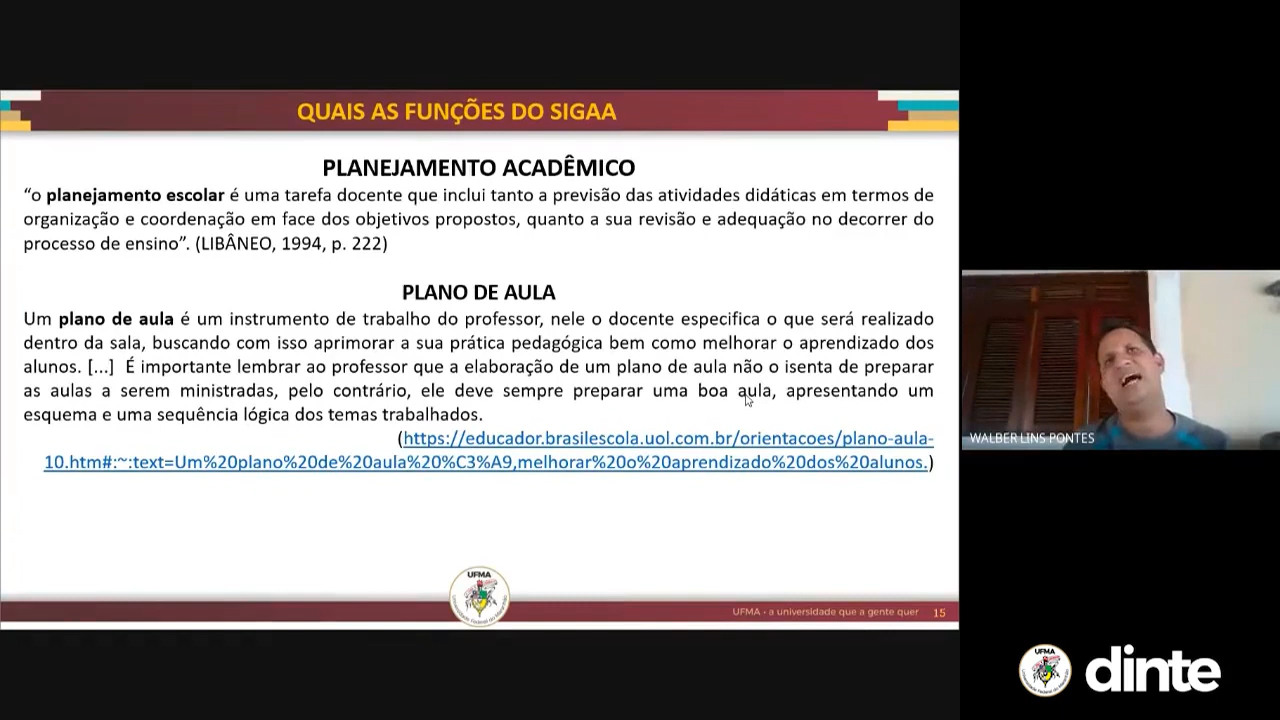 QUAIS AS FUNÇÕES DO SIGAA
PLANEJAMENTO ACADÊMICO
“o planejamento escolar é uma tarefa docente que inclui tanto a previsão das atividades didáticas em termos de
organização e coordenação em face dos objetivos propostos, quanto a sua revisão e adequação no decorrer do
processo de ensino”. (LIBÂNEO, 1994, p. 222)
PLANO DE AULA
Um plano de aula é um instrumento de trabalho do professor, nele o docente especifica o que será realizado
dentro da sala, buscando com isso aprimorar a sua prática pedagógica bem como melhorar o aprendizado dos
alunos. [...] É importante lembrar ao professor que a elaboração de um plano de aula não o isenta de preparar
as aulas a serem ministradas, pelo contrário, ele deve sempre preparar uma boa aula, apresentando um
esquema e uma sequência lógica dos temas trabalhados.
(https://educador.brasilescola.uol.com.br/orientacoes/plano-aula-
10.htm#:~:text=Um%20plano%20de%20aula%20%C3%A9,melhorar%20o%20aprendizado%20dos%20alunos.)
UFMA
Universidade Federal do Maranhão
UFMA - a universidade que a gente quer 15
WALBER LINS PONTES
UFMA
dinte